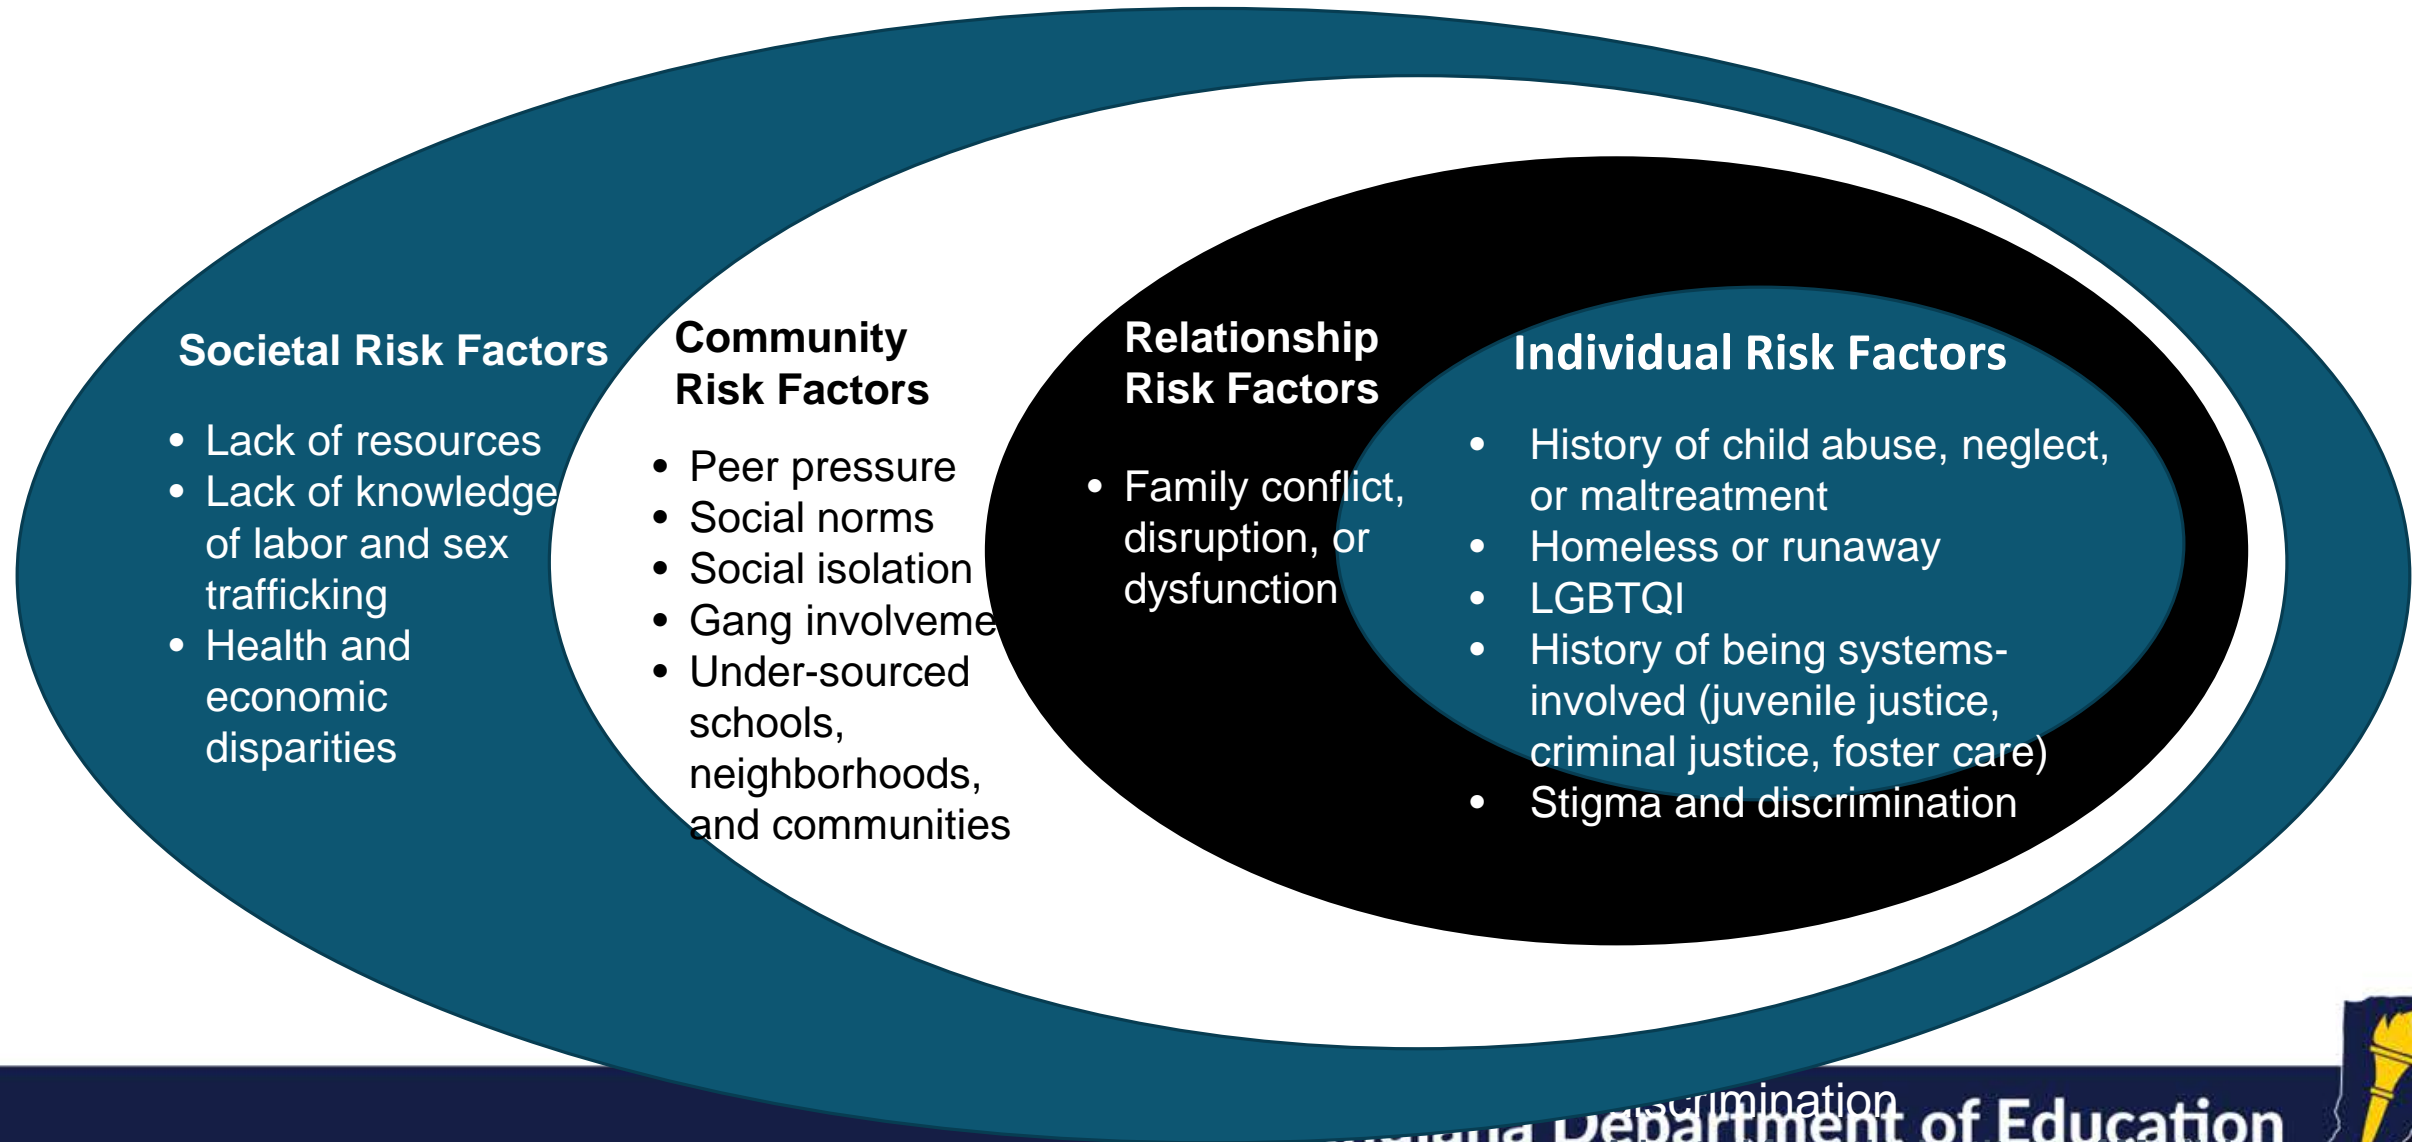 Societal Risk Factors
• Lack of resources
• Lack of knowledge
of labor and sex
trafficking
• Health and
economic
disparities
Community
Risk Factors
• Peer pressure
• Social norms
• Social isolation
• Gang involveme
• Under-sourced
schools,
neighborhoods,
and communities
Relationship
Risk Factors
• Family conflict,
disruption, or
dysfunction
Individual Risk Factors
• History of child abuse, neglect,
or maltreatment
• Homeless or runaway
• LGBTQI
• History of being systems-
involved (juvenile justice,
criminal justice, foster care)
• Stigma and discrimination
discrimination
Department of Education